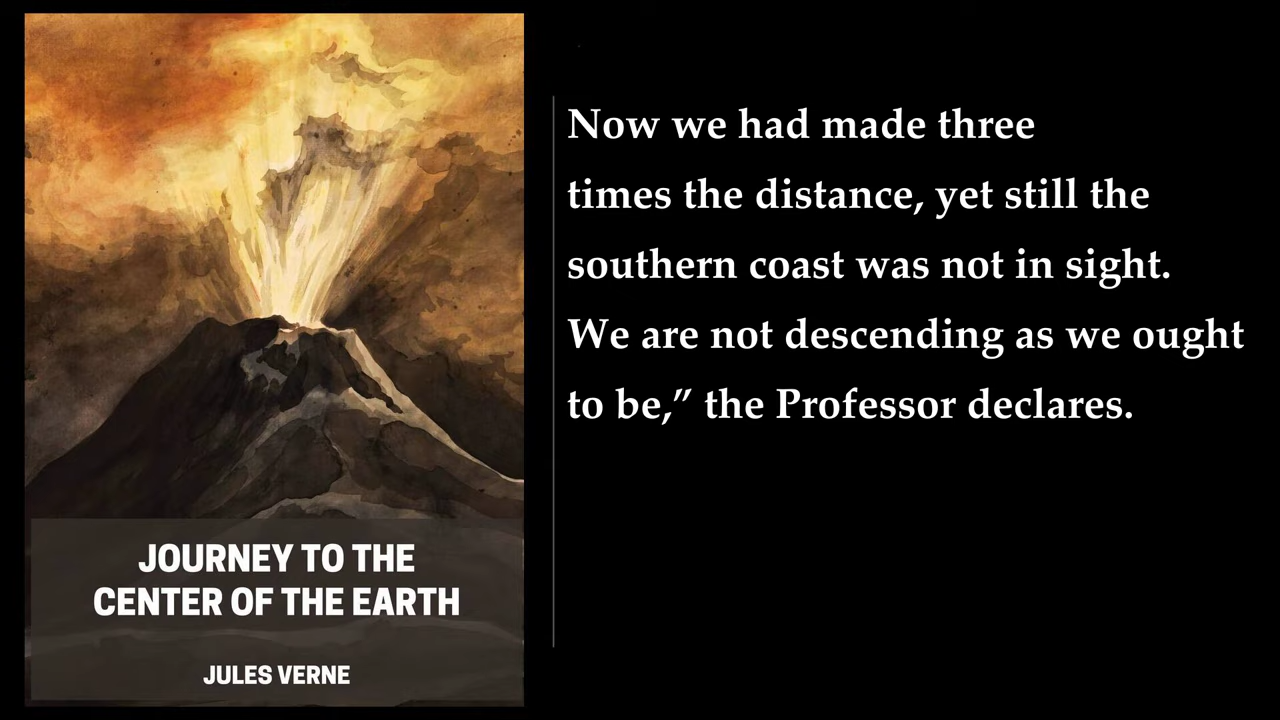 JOURNEY TO THE
CENTER OF THE EARTH
JULES VERNE
Now we had made three
times the distance, yet still the
southern coast was not in sight.
We are not descending as we ought
to be,” the Professor declares.